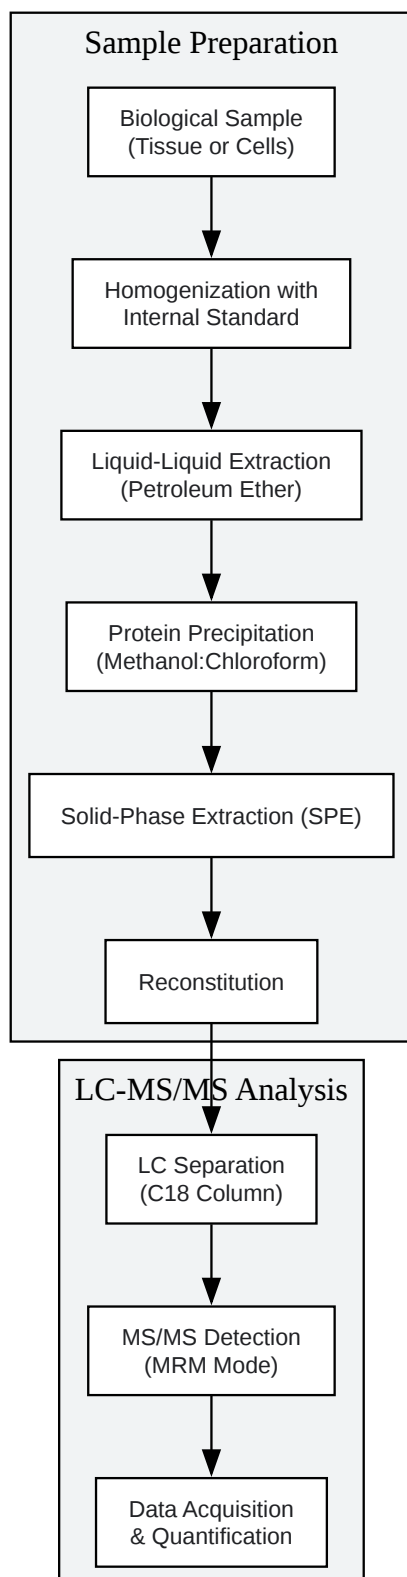 Sample Preparation
Biological Sample
(Tissue or Cells)
Homogenization with
Internal Standard
Liquid-Liquid Extraction
(Petroleum Ether)
Protein Precipitation
(Methanol:Chloroform)
Solid-Phase Extraction (SPE)
Reconstitution
LC-MS/MS Analysis
LC Separation
(C18 Column)
MS/MS Detection
(MRM Mode)
Data Acquisition
& Quantification